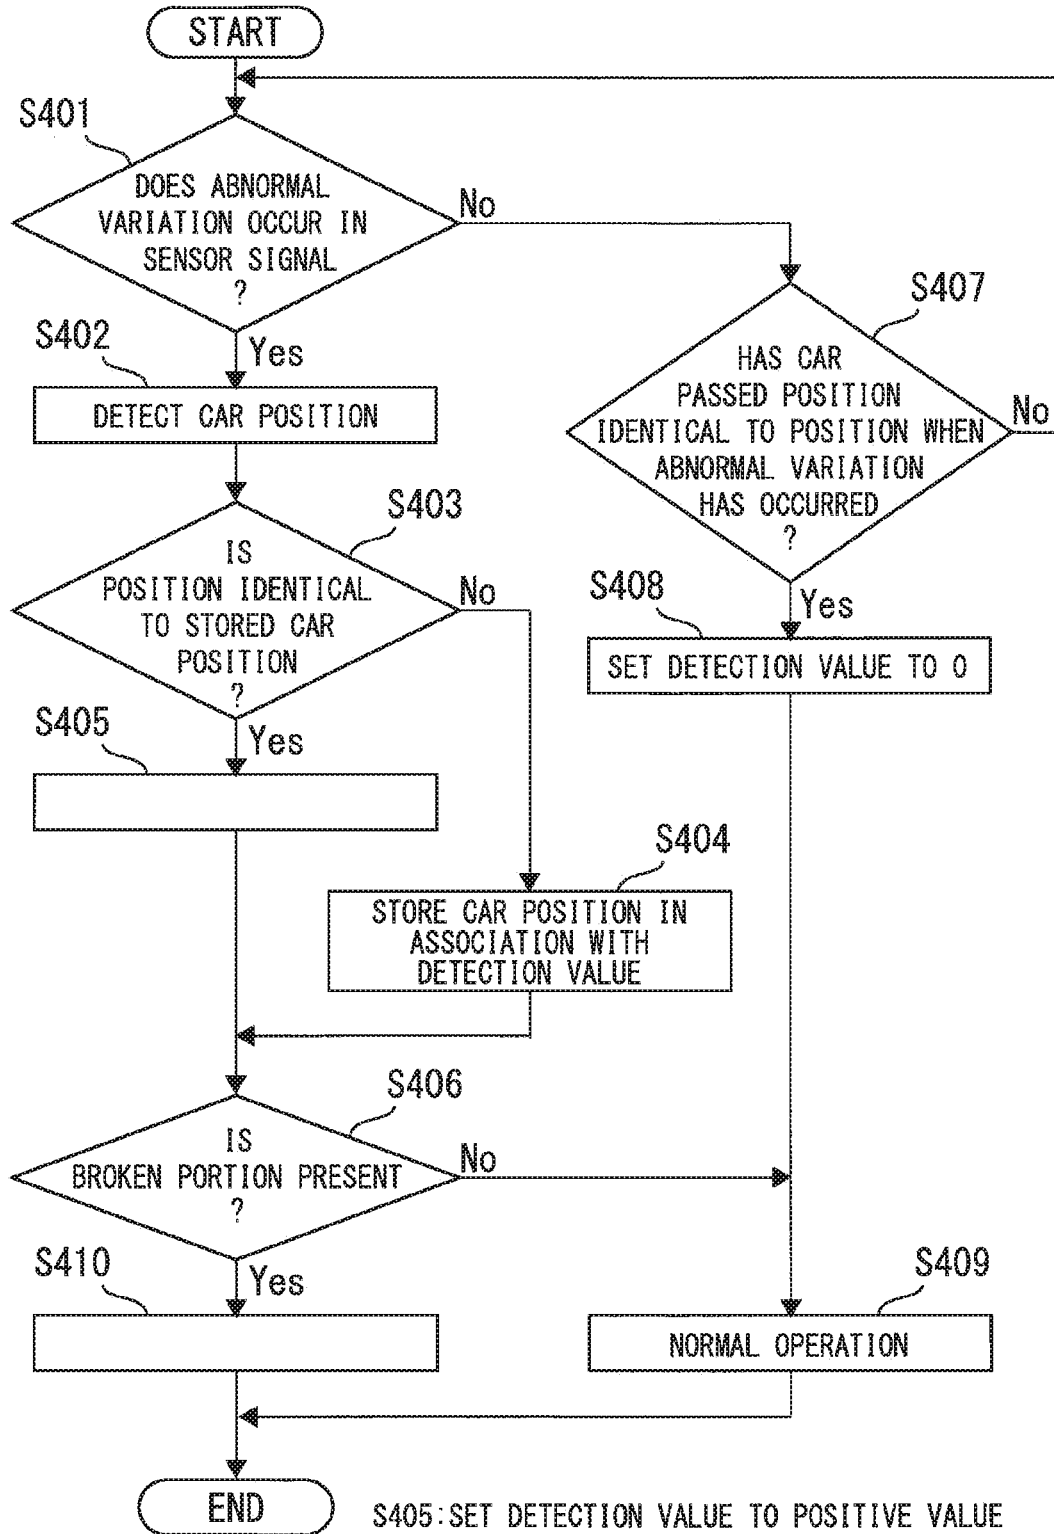 START
S401
DOES ABNORMAL
VARIATION OCCUR IN
SENSOR SIGNAL
?
No
Yes
S402
DETECT CAR POSITION
S403
IS
POSITION IDENTICAL
TO STORED CAR
POSITION
?
No
Yes
S405
S404
STORE CAR POSITION IN
ASSOCIATION WITH
DETECTION VALUE
S406
IS
BROKEN PORTION PRESENT
?
No
Yes
S410
S407
HAS CAR
PASSED POSITION
IDENTICAL TO POSITION WHEN
ABNORMAL VARIATION
HAS OCCURRED
?
No
Yes
S408
SET DETECTION VALUE TO 0
S409
NORMAL OPERATION
END
S405:SET DETECTION VALUE TO POSITIVE VALUE